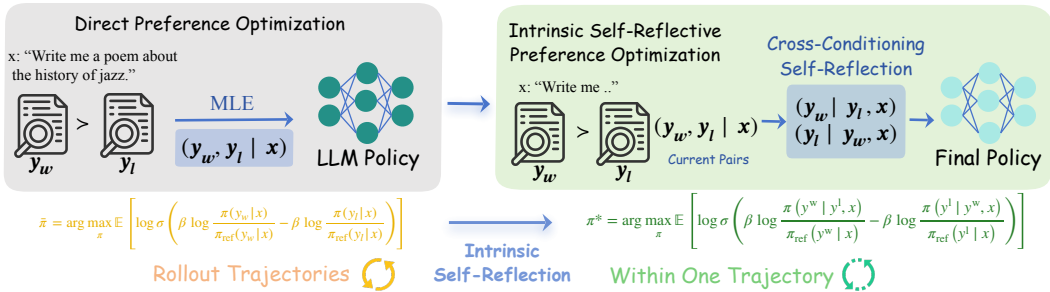 Direct Preference Optimization
x: “Write me a poem about
the history of jazz.”
y_w
≻
y_l
MLE
(y_w, y_l | x)
LLM Policy
Intrinsic Self-Reflective
Preference Optimization
x: “Write me ..”
y_w
≻
y_l
(y_w, y_l | x)
Current Pairs
Cross-Conditioning
Self-Reflection
(y_w | y_l, x)
(y_l | y_w, x)
Final Policy
π̃ = arg max_π 𝔼 [log σ (β log π(y_w|x) / π_ref(y_w|x) − β log π(y_l|x) / π_ref(y_l|x))]
Intrinsic
Self-Reflection
π* = arg max_π 𝔼 [log σ (β log π (y^w | y^l, x) / π_ref (y^w | x) − β log π (y^l | y^w, x) / π_ref (y^l | x))]
Rollout Trajectories
Within One Trajectory